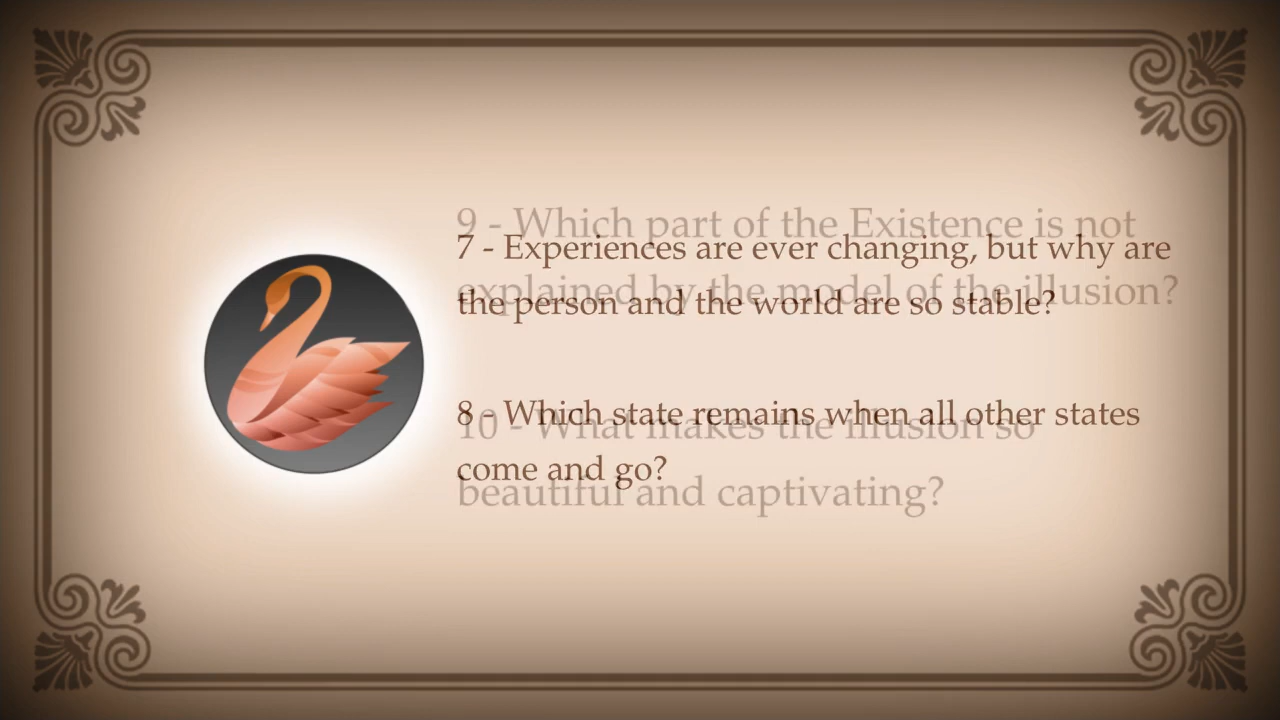 7 - Experiences are ever changing, but why are
the person and the world are so stable?
8 - Which state remains when all other states
come and go?
9 - Which part of the Existence is not
explained by the model of the illusion?
10 - What makes the illusion so
beautiful and captivating?